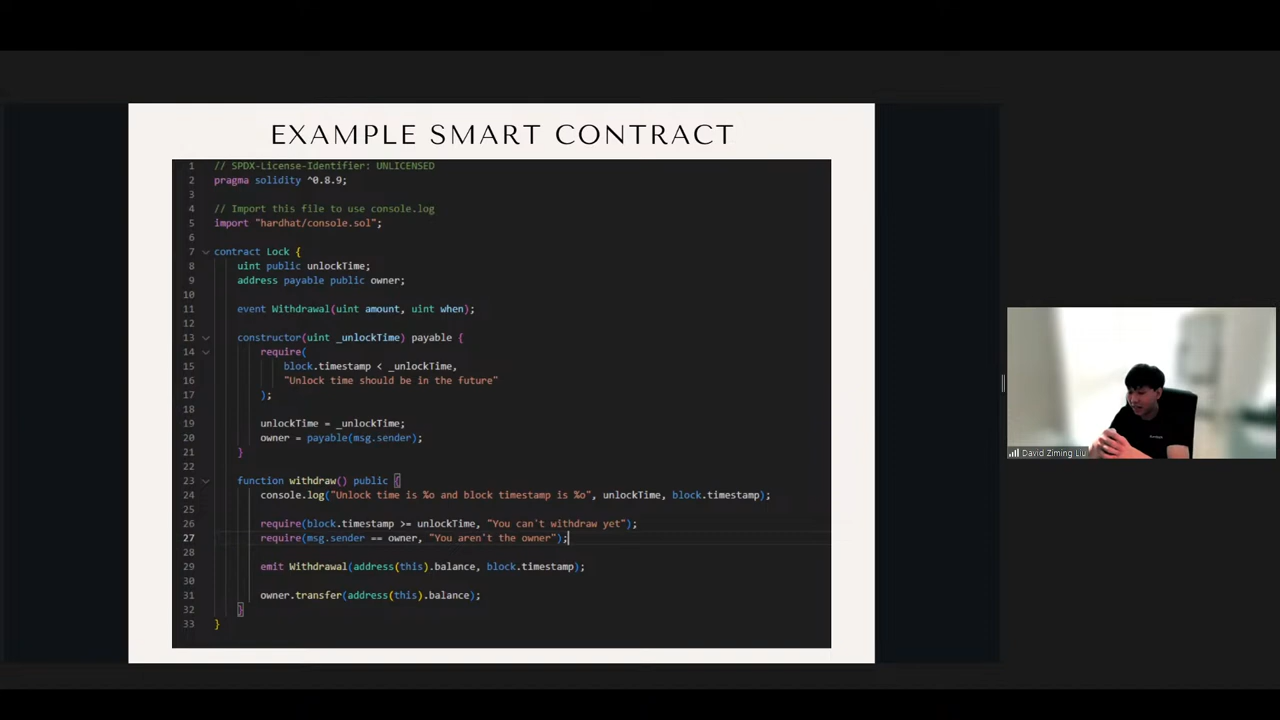 EXAMPLE SMART CONTRACT
1 // SPDX-License-Identifier: UNLICENSED
2 pragma solidity ^0.8.9;
3
4 // Import this file to use console.log
5 import "hardhat/console.sol";
6
7 contract Lock {
8 uint public unlockTime;
9 address payable public owner;
10
11 event Withdrawal(uint amount, uint when);
12
13 constructor(uint _unlockTime) payable {
14 require(
15 block.timestamp < _unlockTime,
16 "Unlock time should be in the future"
17 );
18
19 unlockTime = _unlockTime;
20 owner = payable(msg.sender);
21 }
22
23 function withdraw() public {
24 console.log("Unlock time is %o and block timestamp is %o", unlockTime, block.timestamp);
25
26 require(block.timestamp >= unlockTime, "You can't withdraw yet");
27 require(msg.sender == owner, "You aren't the owner");
28
29 emit Withdrawal(address(this).balance, block.timestamp);
30
31 owner.transfer(address(this).balance);
32 }
33 }
David Ziming Liu